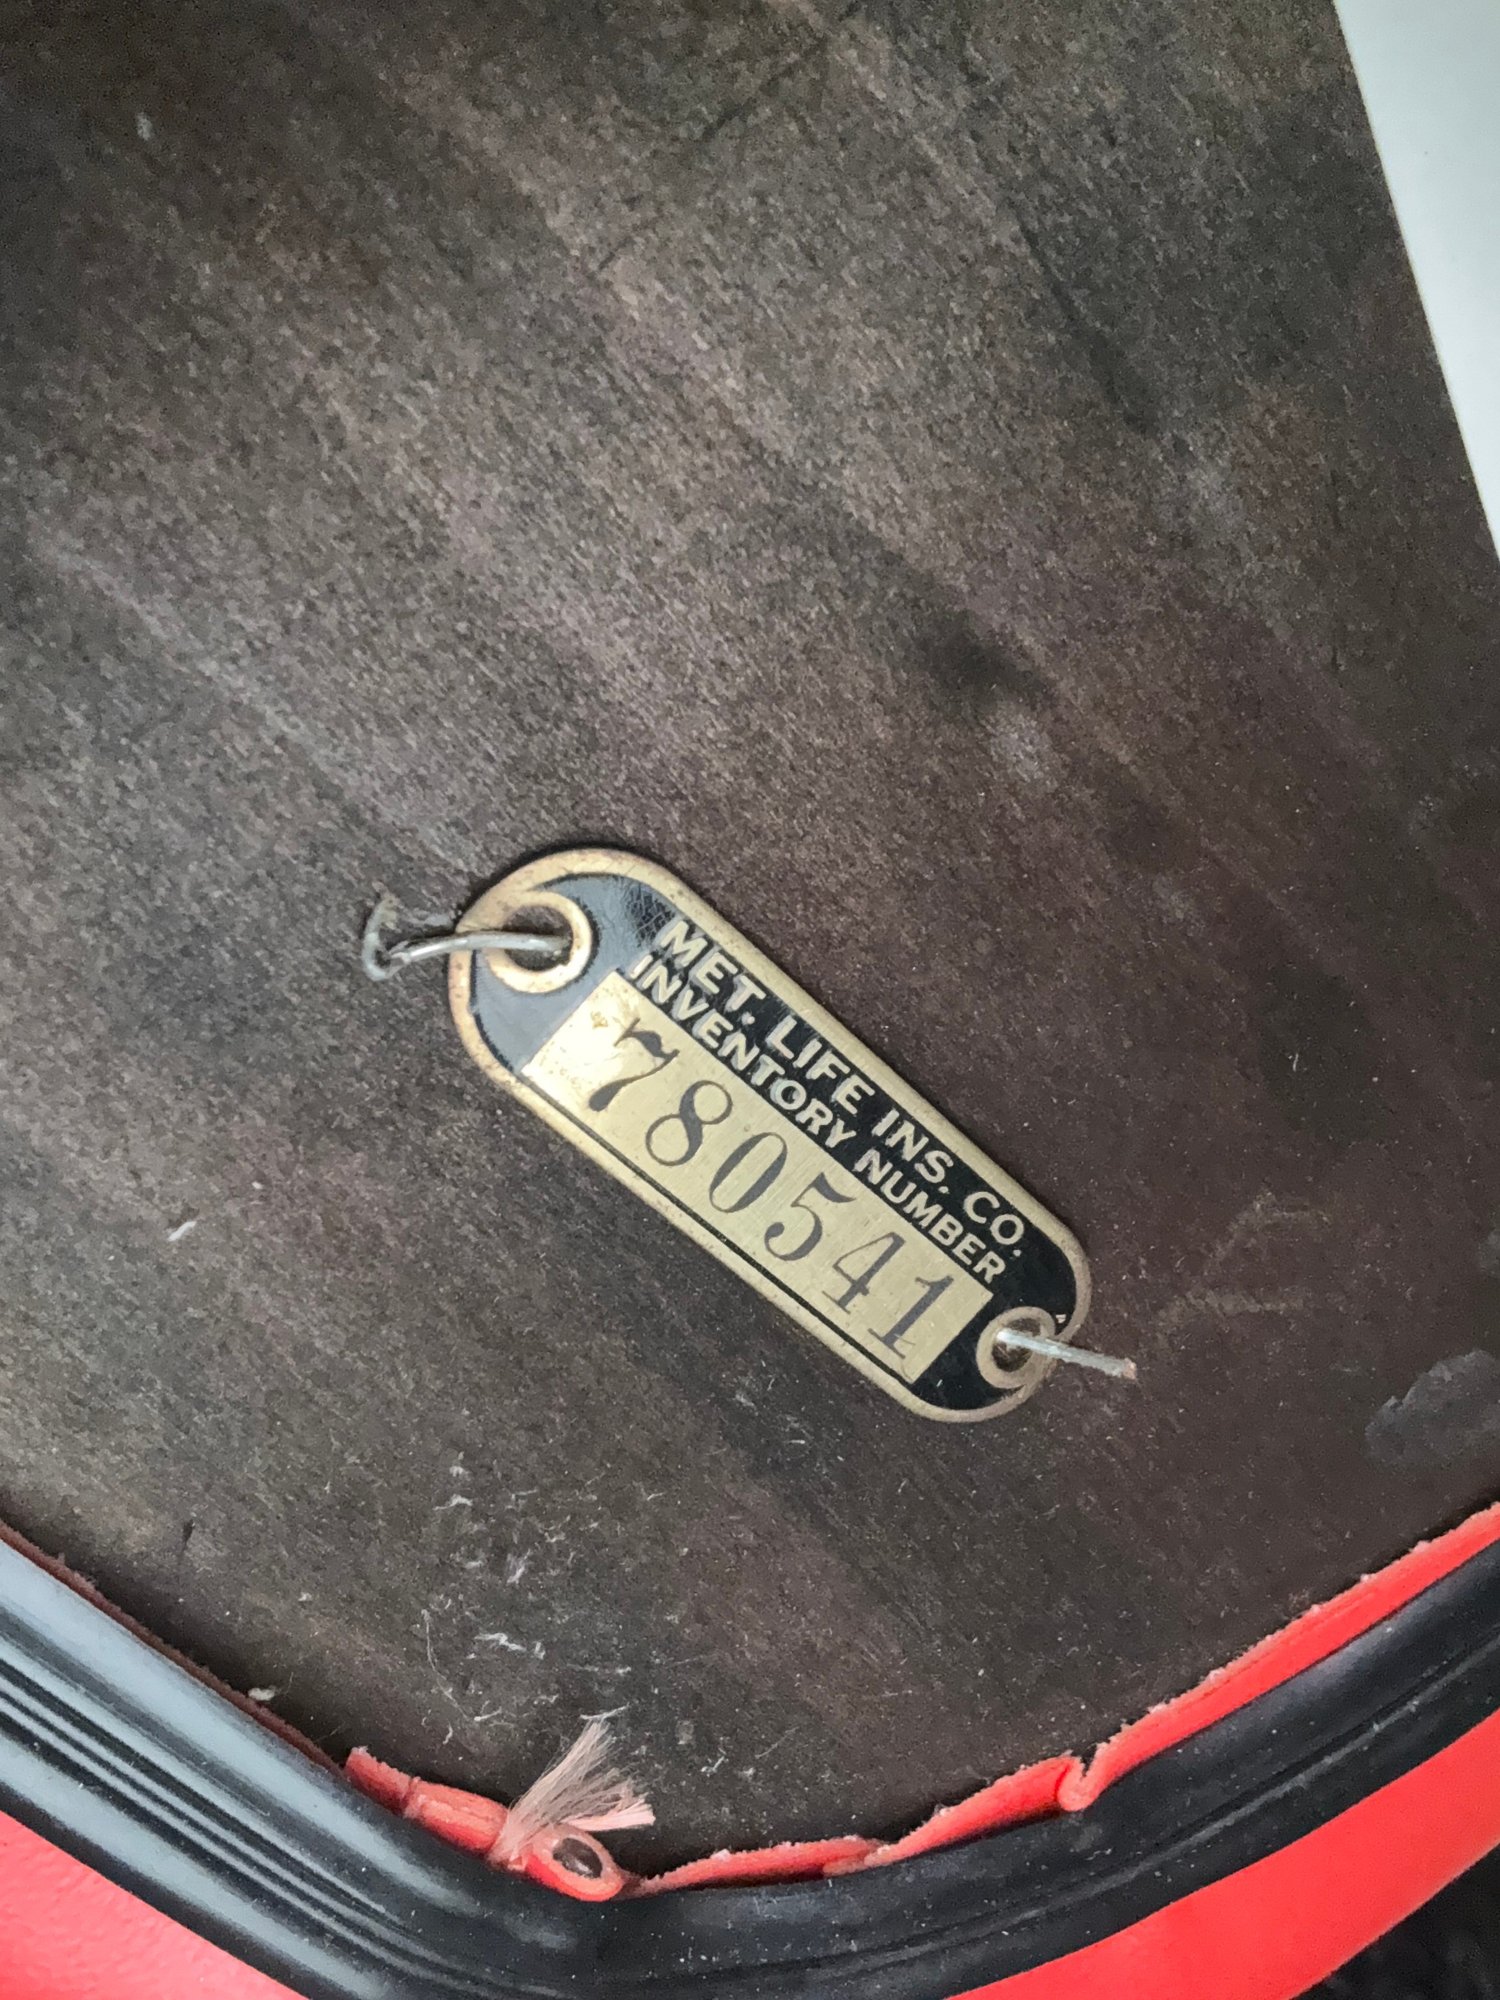 MET. LIFE INS. CO.
INVENTORY NUMBER
780541